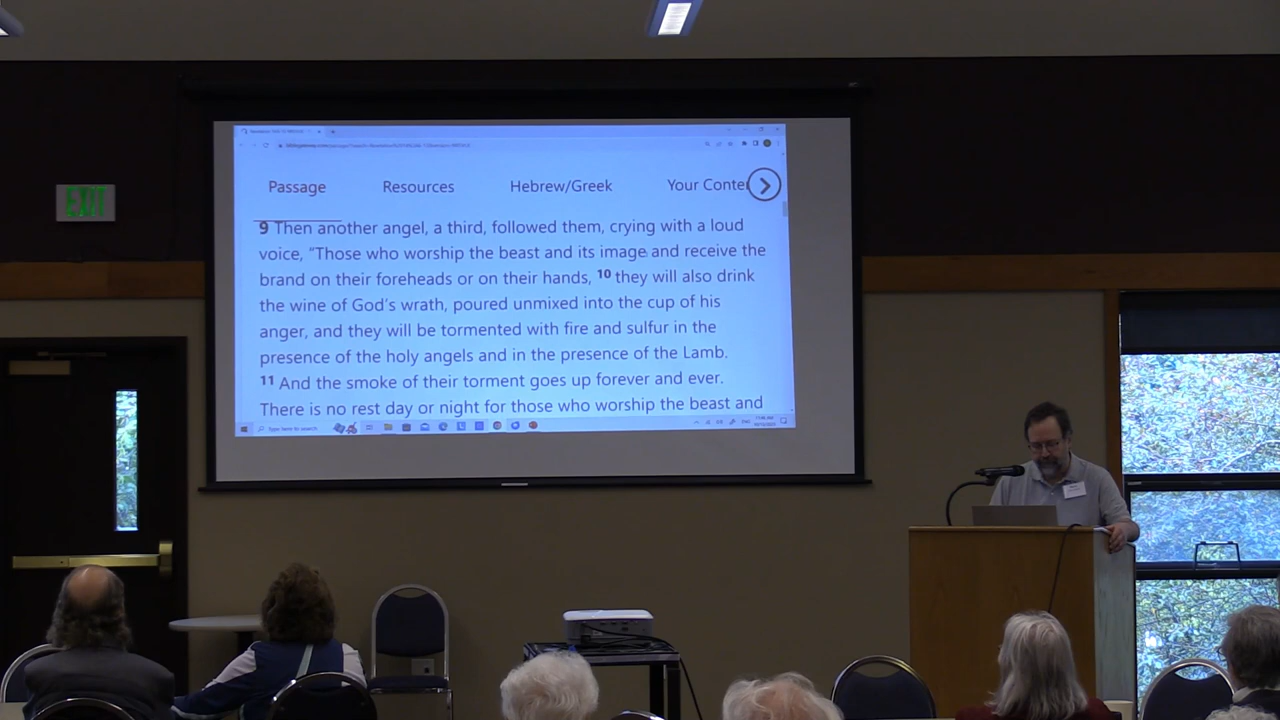 EXIT
Passage Resources Hebrew/Greek Your Conte
9 Then another angel, a third, followed them, crying with a loud
voice, "Those who worship the beast and its image and receive the
brand on their foreheads or on their hands, 10 they will also drink
the wine of God's wrath, poured unmixed into the cup of his
anger, and they will be tormented with fire and sulfur in the
presence of the holy angels and in the presence of the Lamb.
11 And the smoke of their torment goes up forever and ever.
There is no rest day or night for those who worship the beast and
Type here to search